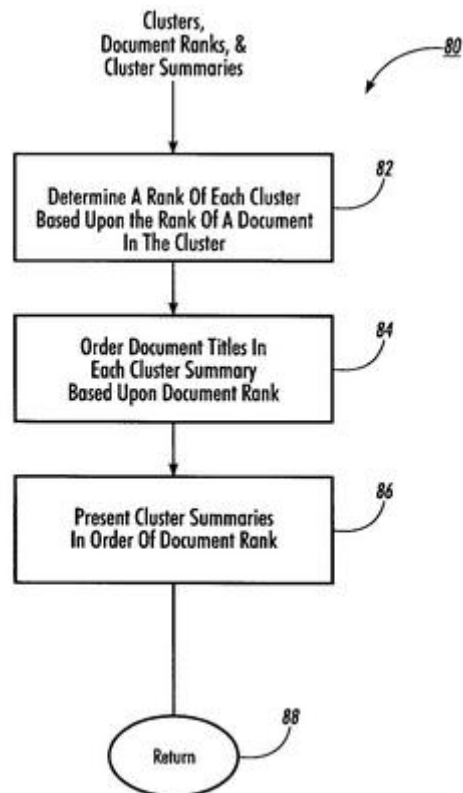 Clusters,
Document Ranks, &
Cluster Summaries
80
82
Determine A Rank Of Each Cluster
Based Upon the Rank Of A Document
In The Cluster
84
Order Document Titles In
Each Cluster Summary
Based Upon Document Rank
86
Present Cluster Summaries
In Order Of Document Rank
88
Return